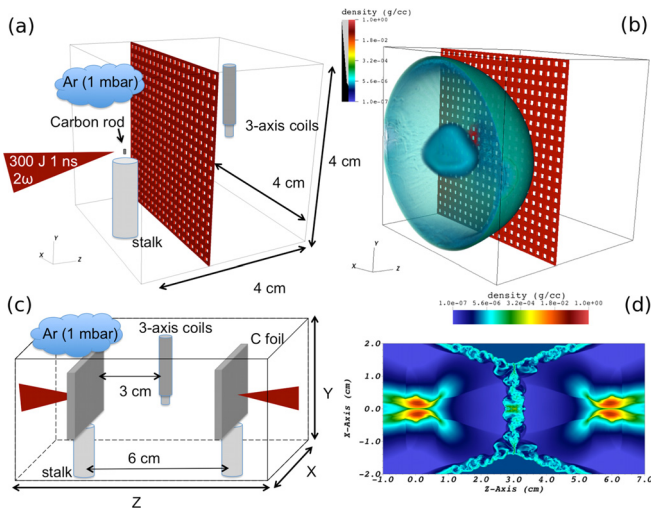 (a)
Ar (1 mbar)
Carbon rod
300 J 1 ns
2ω
stalk
3-axis coils
4 cm
4 cm
4 cm
Y
X
Z
density (g/cc)
1.0e+00
1.8e-02
3.2e-04
5.6e-06
1.0e-07
(b)
Y
X
Z
(c)
Ar (1 mbar)
3-axis coils
C foil
3 cm
6 cm
stalk
Y
X
Z
density (g/cc)
1.0e-07 5.6e-06 3.2e-04 1.8e-02 1.0e+00
(d)
X-Axis (cm)
2.0
1.0
0.0
-1.0
-2.0
-1.0 0.0 1.0 2.0 3.0 4.0 5.0 6.0 7.0
Z-Axis (cm)